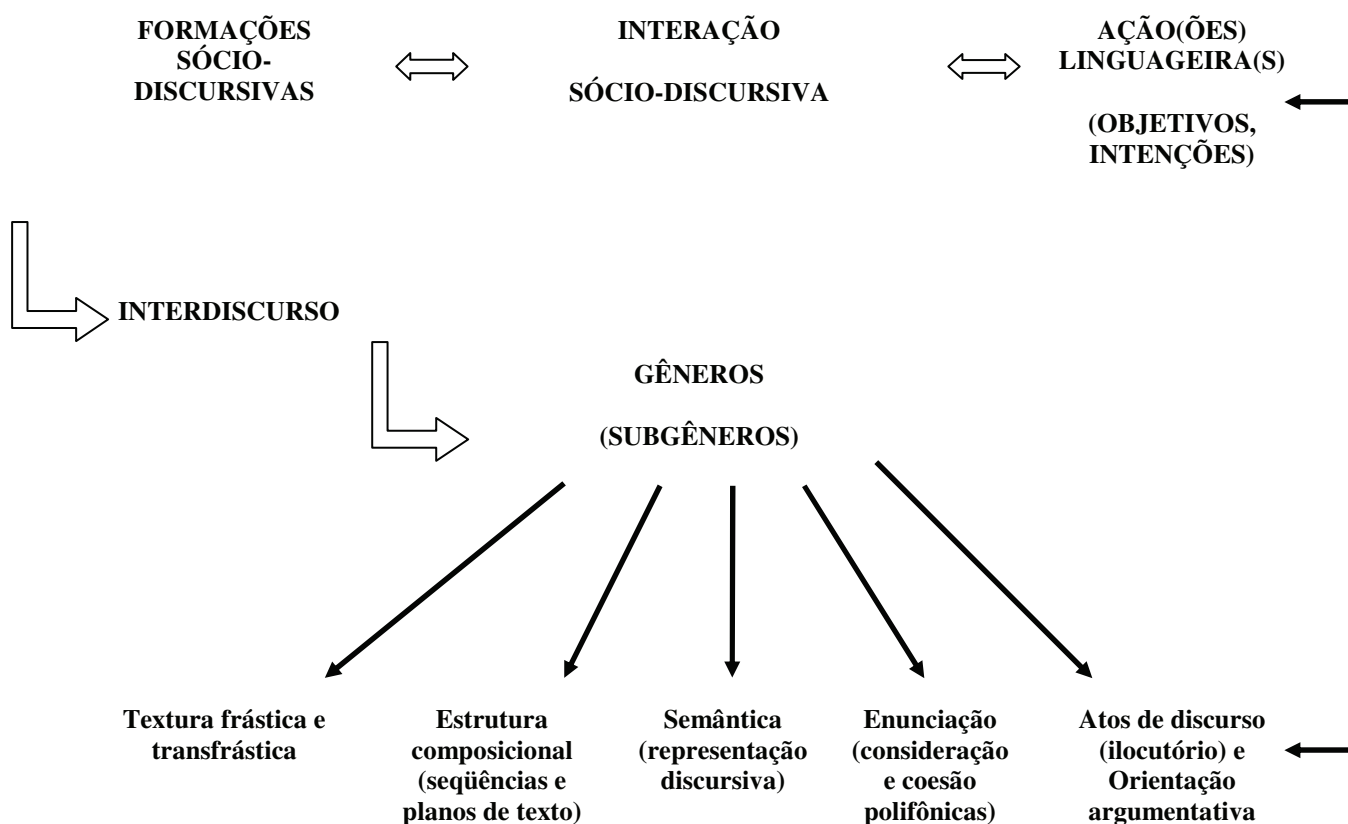 FORMAÇÕES
SÓCIO-
DISCURSIVAS
INTERAÇÃO
SÓCIO-DISCURSIVA
AÇÃO(ÕES)
LINGUAGEIRA(S)
(OBJETIVOS,
INTENÇÕES)
INTERDISCURSO
GÊNEROS
(SUBGÊNEROS)
Textura frástica e
transfrástica
Estrutura
composicional
(seqüências e
planos de texto)
Semântica
(representação
discursiva)
Enunciação
(consideração
e coesão
polifônicas)
Atos de discurso
(ilocutório) e
Orientação
argumentativa